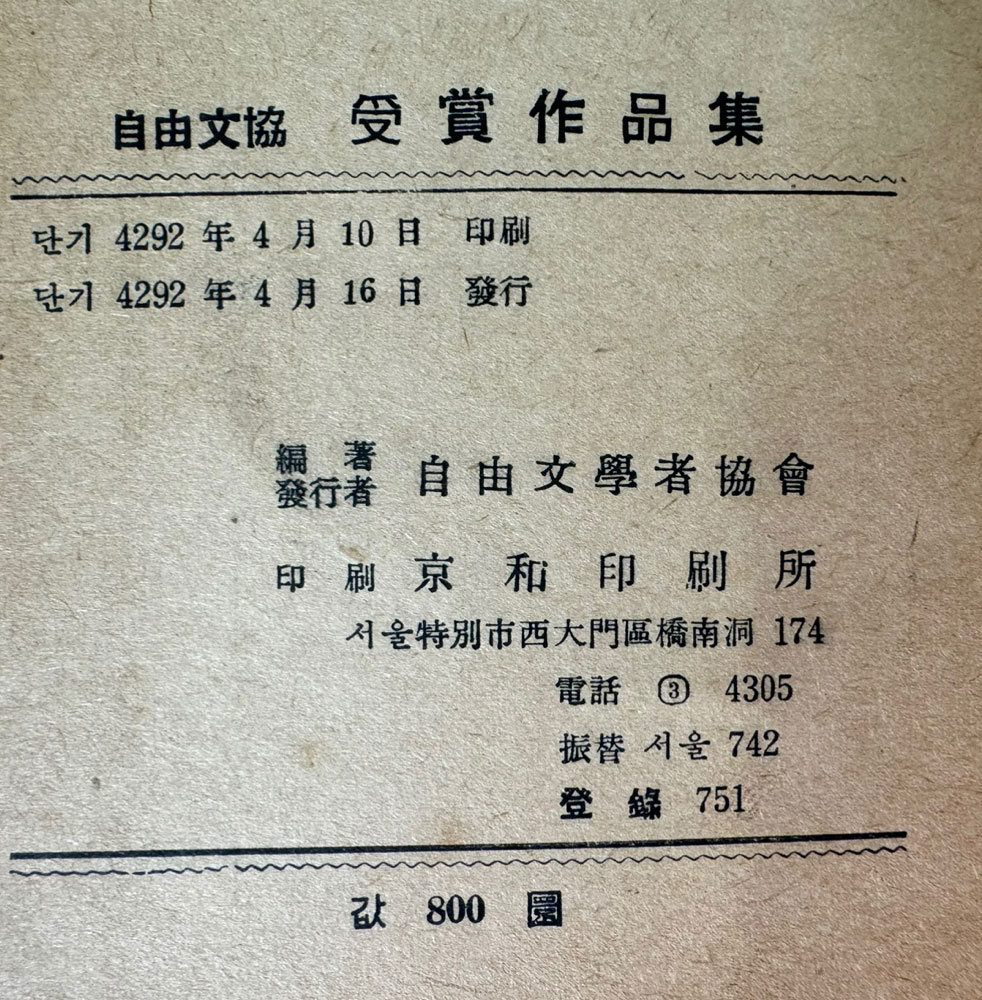 自由文協 受賞作品集
단기 4292 年 4 月 10 日 印刷
단기 4292 年 4 月 16 日 發行
編 著
發行者 自由文學者協會
印 刷 京和印刷所
서울特別市西大門區橋南洞 174
電話 ③ 4305
振替 서울 742
登錄 751
값 800 圜